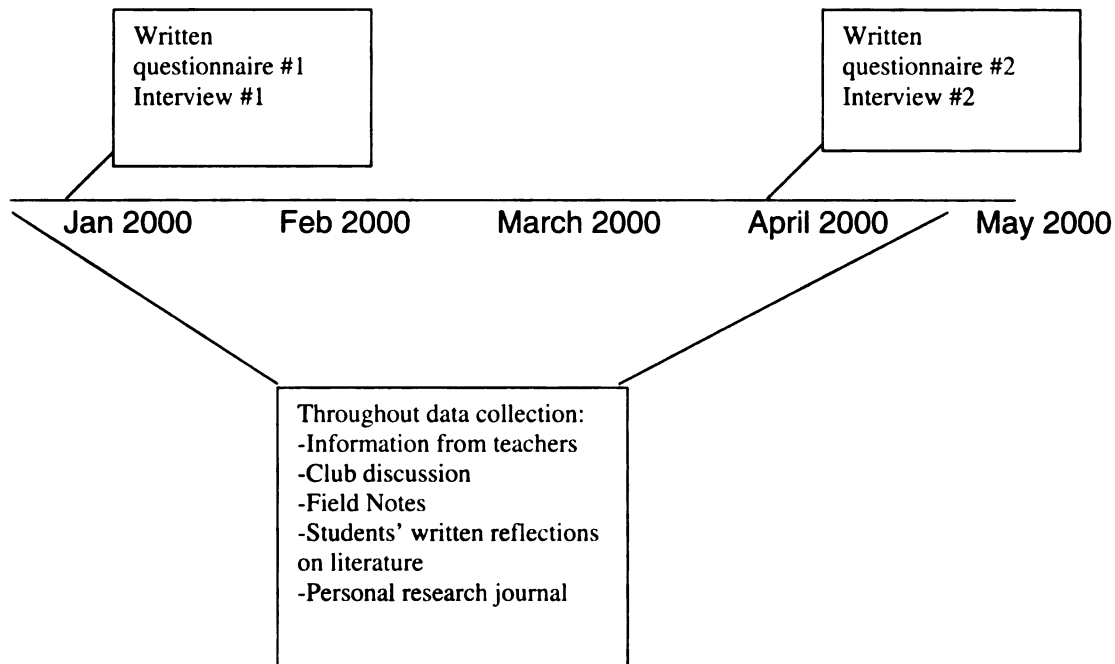 Written
questionnaire #1
Interview #1
Written
questionnaire #2
Interview #2
Jan 2000
Feb 2000
March 2000
April 2000
May 2000
Throughout data collection:
-Information from teachers
-Club discussion
-Field Notes
-Students' written reflections
on literature
-Personal research journal